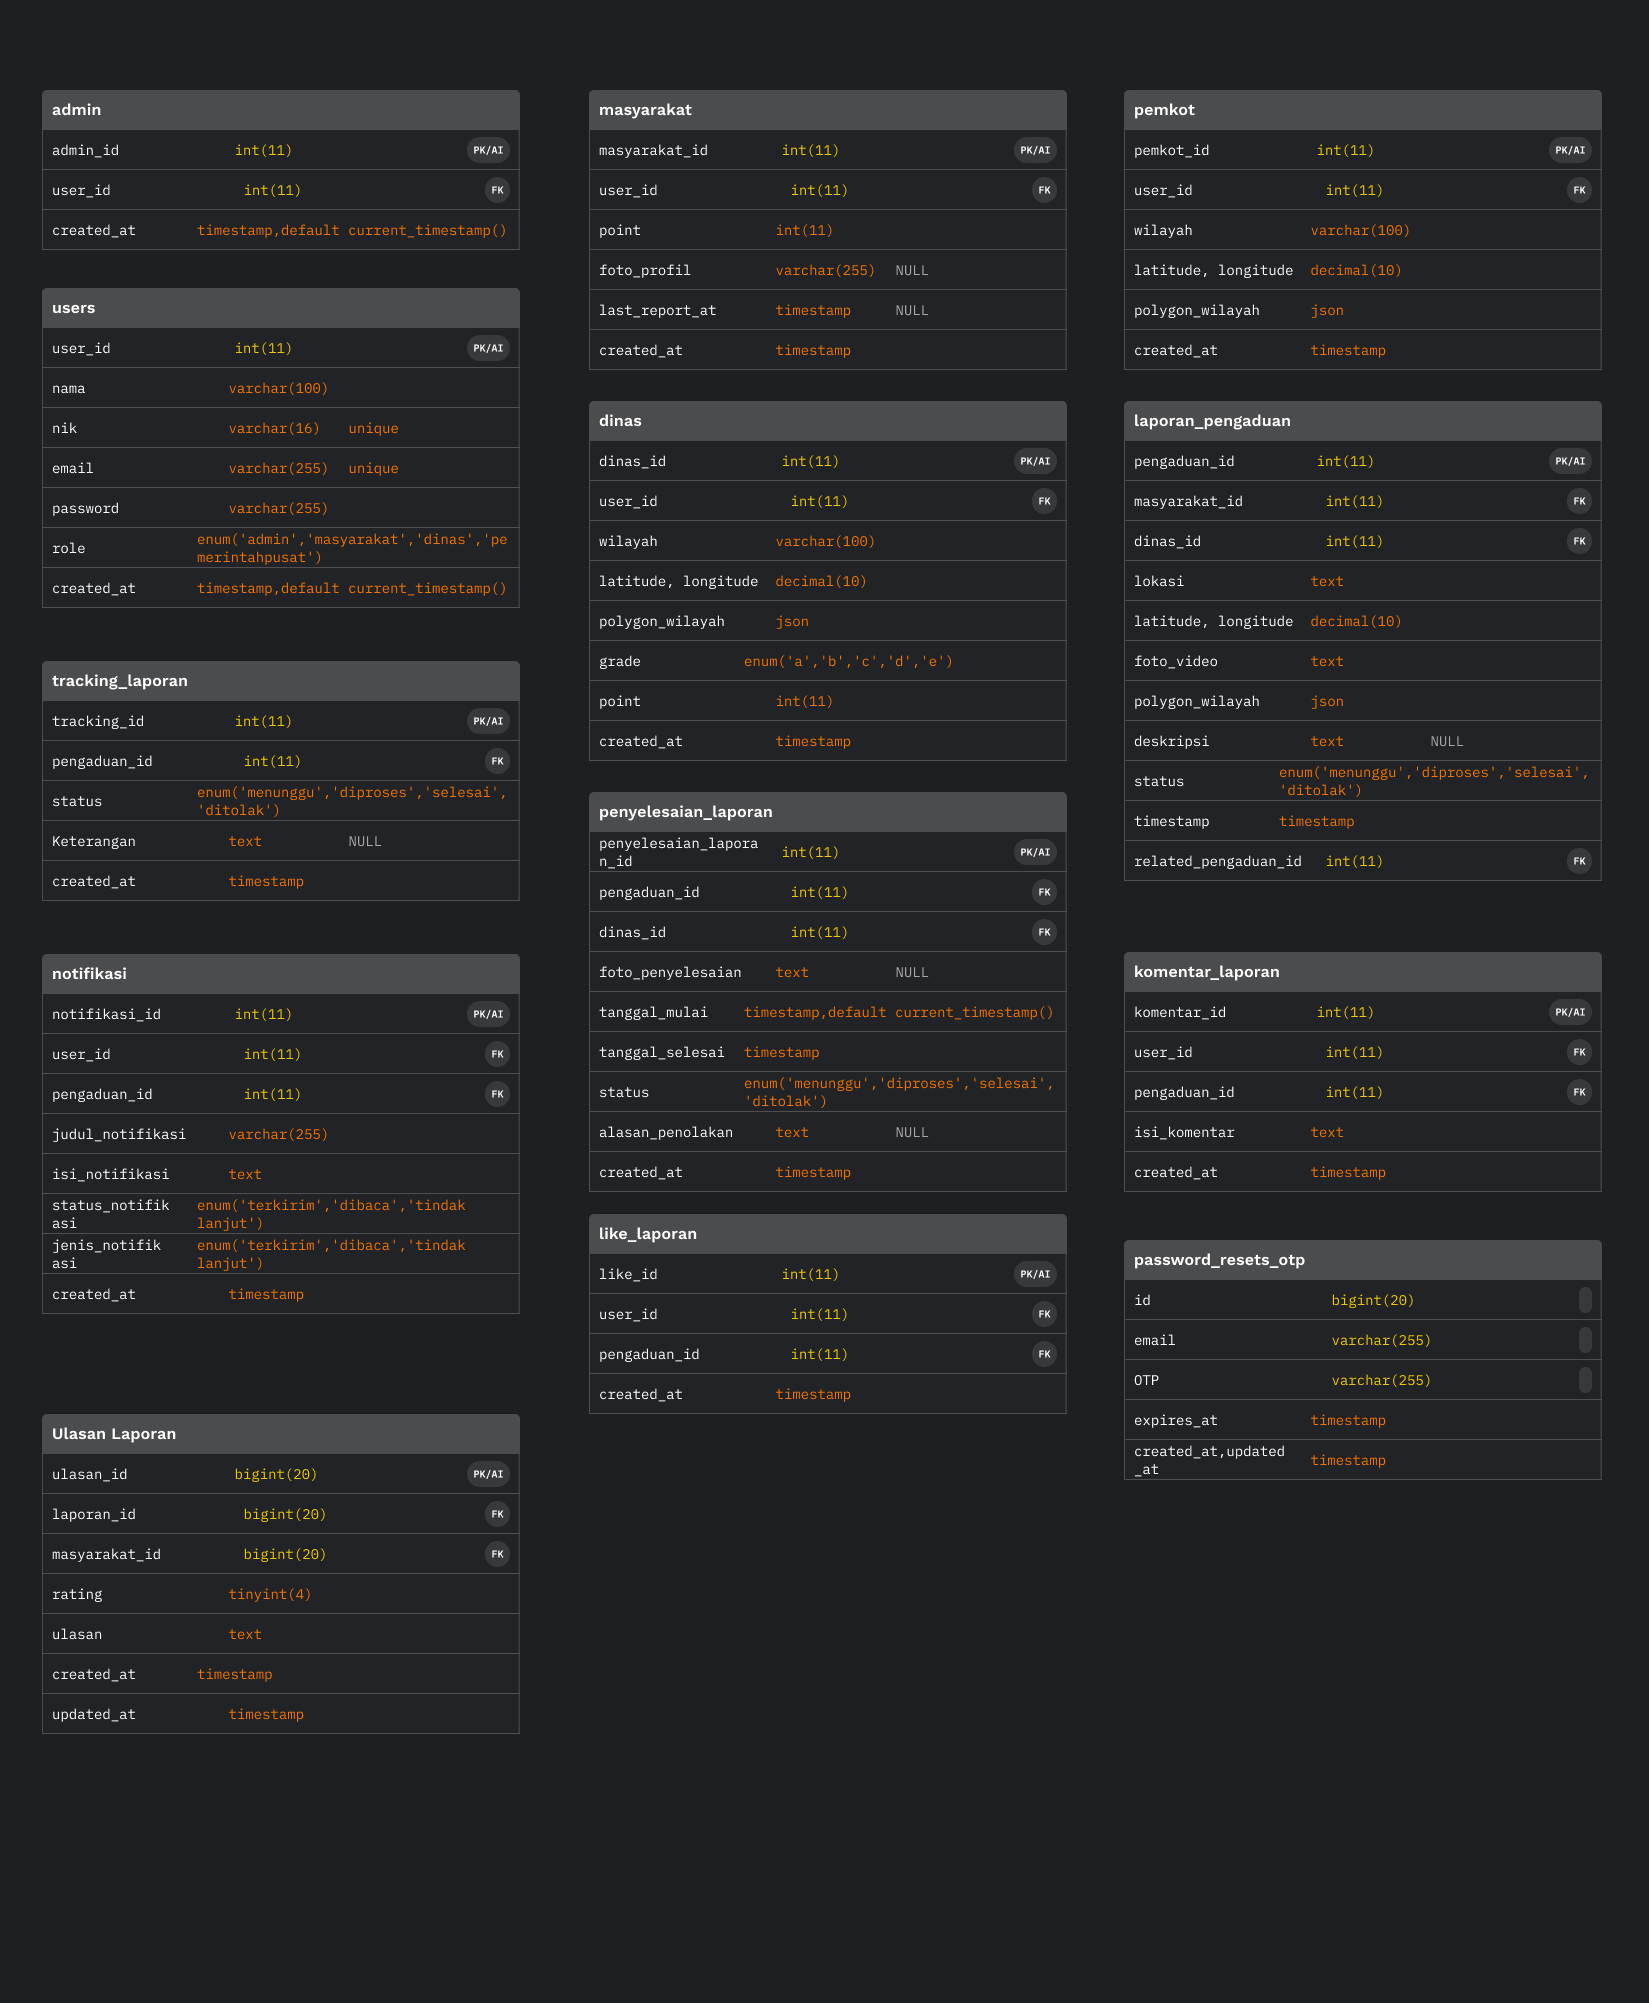 admin
admin_id int(11) PK/AI
user_id int(11) FK
created_at timestamp,default current_timestamp()
users
user_id int(11) PK/AI
nama varchar(100)
nik varchar(16) unique
email varchar(255) unique
password varchar(255)
role enum('admin','masyarakat','dinas','pe
merintahpusat')
created_at timestamp,default current_timestamp()
tracking_laporan
tracking_id int(11) PK/AI
pengaduan_id int(11) FK
status enum('menunggu','diproses','selesai',
'ditolak')
Keterangan text NULL
created_at timestamp
notifikasi
notifikasi_id int(11) PK/AI
user_id int(11) FK
pengaduan_id int(11) FK
judul_notifikasi varchar(255)
isi_notifikasi text
status_notifik enum('terkirim','dibaca','tindak
asi lanjut')
jenis_notifik enum('terkirim','dibaca','tindak
asi lanjut')
created_at timestamp
Ulasan Laporan
ulasan_id bigint(20) PK/AI
laporan_id bigint(20) FK
masyarakat_id bigint(20) FK
rating tinyint(4)
ulasan text
created_at timestamp
updated_at timestamp
masyarakat
masyarakat_id int(11) PK/AI
user_id int(11) FK
point int(11)
foto_profil varchar(255) NULL
last_report_at timestamp NULL
created_at timestamp
dinas
dinas_id int(11) PK/AI
user_id int(11) FK
wilayah varchar(100)
latitude, longitude decimal(10)
polygon_wilayah json
grade enum('a','b','c','d','e')
point int(11)
created_at timestamp
penyelesaian_laporan
penyelesaian_lapora int(11) PK/AI
n_id
pengaduan_id int(11) FK
dinas_id int(11) FK
foto_penyelesaian text NULL
tanggal_mulai timestamp,default current_timestamp()
tanggal_selesai timestamp
status enum('menunggu','diproses','selesai',
'ditolak')
alasan_penolakan text NULL
created_at timestamp
like_laporan
like_id int(11) PK/AI
user_id int(11) FK
pengaduan_id int(11) FK
created_at timestamp
pemkot
pemkot_id int(11) PK/AI
user_id int(11) FK
wilayah varchar(100)
latitude, longitude decimal(10)
polygon_wilayah json
created_at timestamp
laporan_pengaduan
pengaduan_id int(11) PK/AI
masyarakat_id int(11) FK
dinas_id int(11) FK
lokasi text
latitude, longitude decimal(10)
foto_video text
polygon_wilayah json
deskripsi text NULL
status enum('menunggu','diproses','selesai',
'ditolak')
timestamp timestamp
related_pengaduan_id int(11) FK
komentar_laporan
komentar_id int(11) PK/AI
user_id int(11) FK
pengaduan_id int(11) FK
isi_komentar text
created_at timestamp
password_resets_otp
id bigint(20)
email varchar(255)
OTP varchar(255)
expires_at timestamp
created_at,updated timestamp
_at